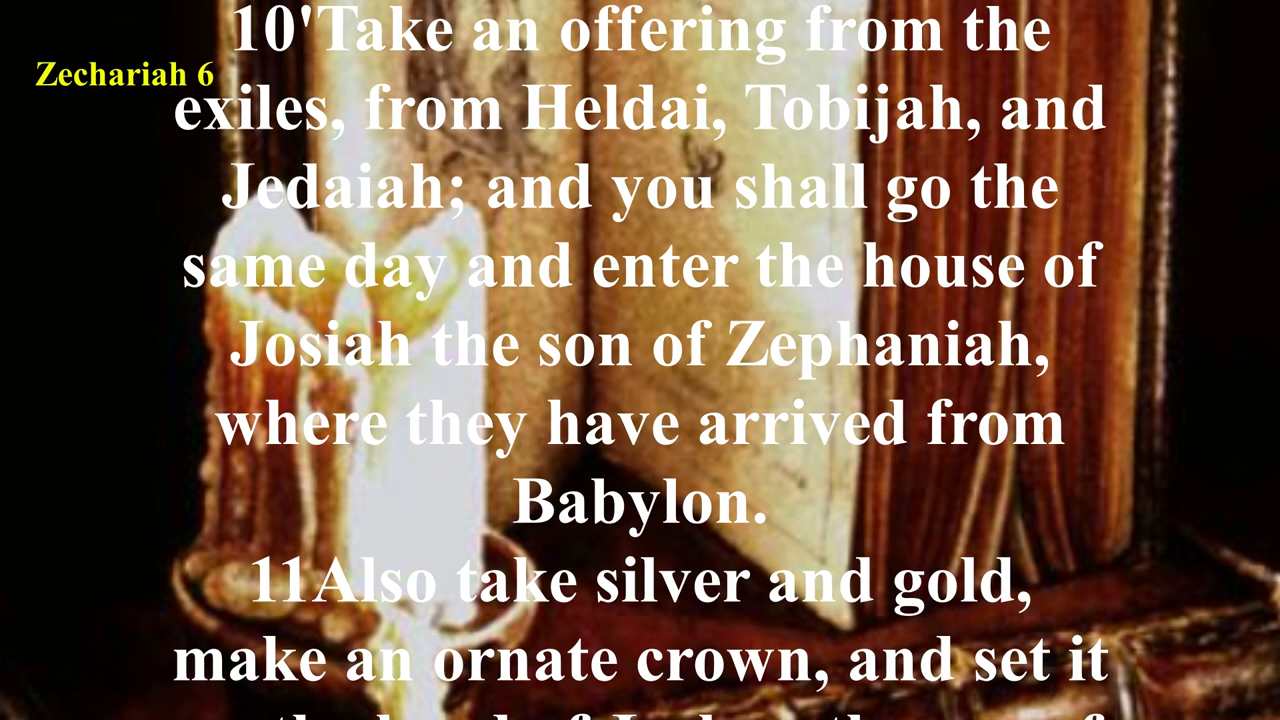 10'Take an offering from the
Zechariah 6
exiles, from Heldai, Tobijah, and
Jedaiah; and you shall go the
same day and enter the house of
Josiah the son of Zephaniah,
where they have arrived from
Babylon.
11Also take silver and gold,
make an ornate crown, and set it